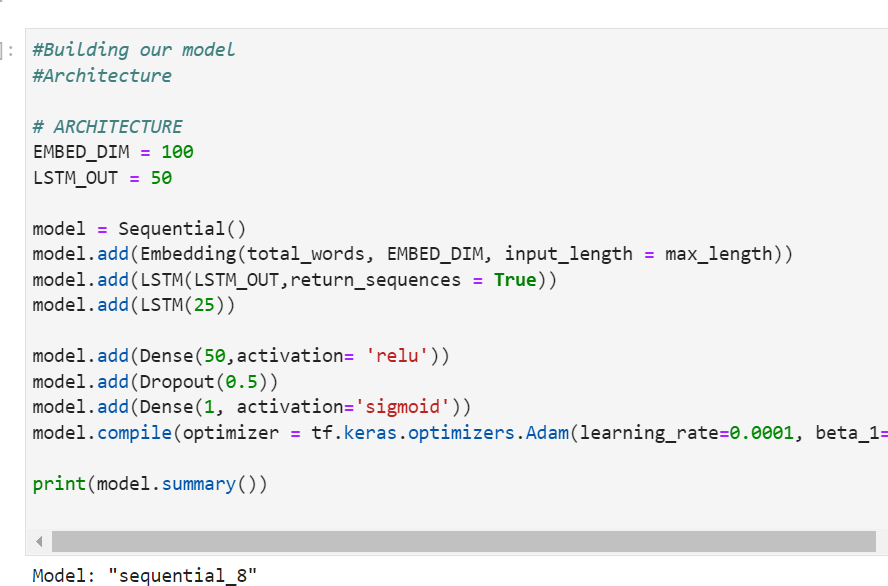 ]:
#Building our model
#Architecture
# ARCHITECTURE
EMBED_DIM = 100
LSTM_OUT = 50
model = Sequential()
model.add(Embedding(total_words, EMBED_DIM, input_length = max_length))
model.add(LSTM(LSTM_OUT,return_sequences = True))
model.add(LSTM(25))
model.add(Dense(50,activation= 'relu'))
model.add(Dropout(0.5))
model.add(Dense(1, activation='sigmoid'))
model.compile(optimizer = tf.keras.optimizers.Adam(learning_rate=0.0001, beta_1=
print(model.summary())
Model: "sequential_8"